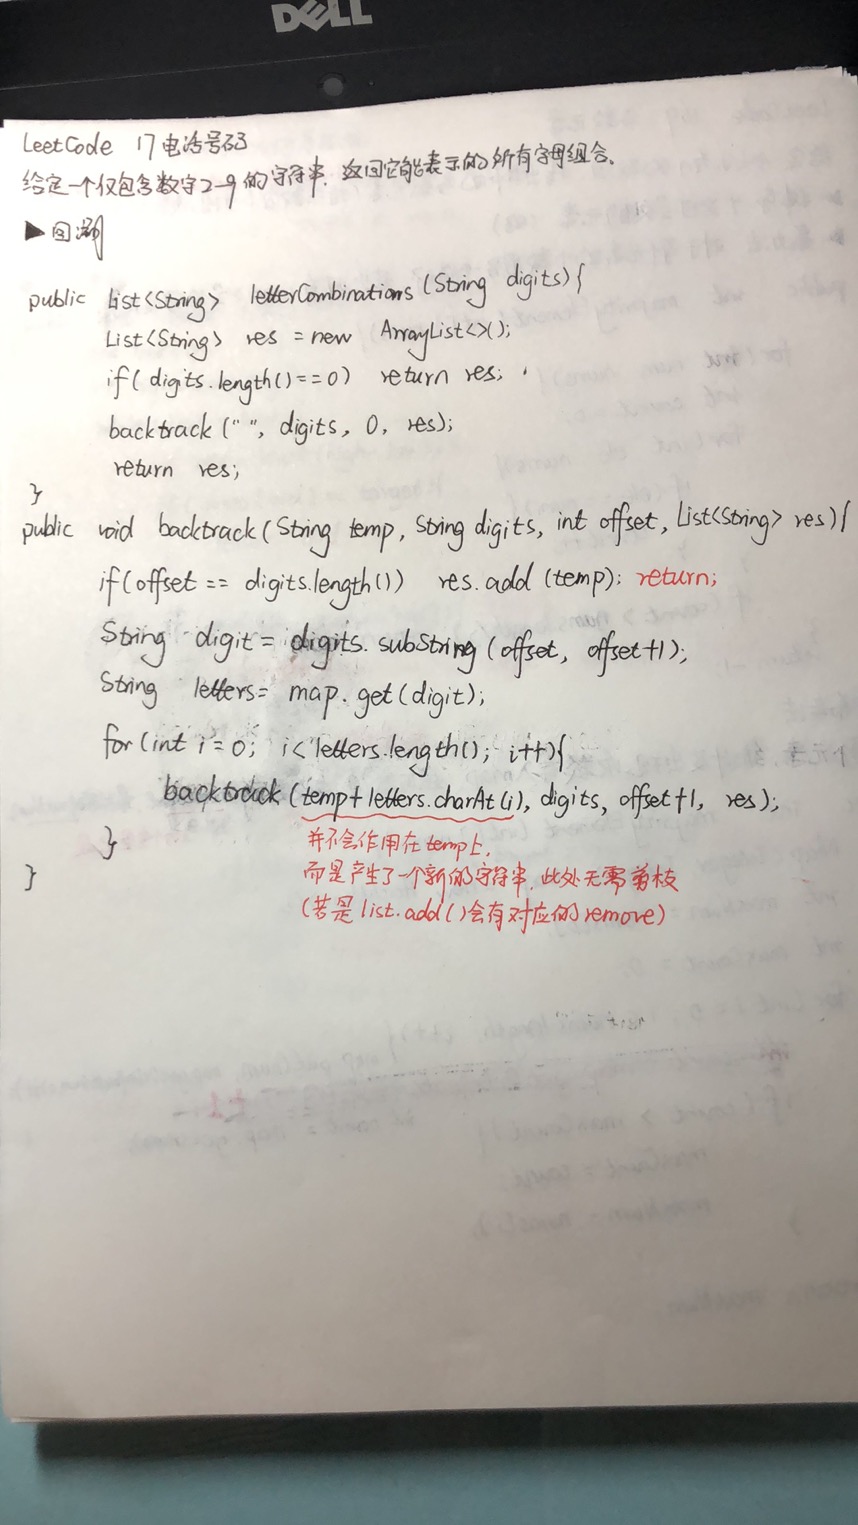 DELL
LeetCode 17 电话号码
给定一个仅包含数字2-9的字符串,返回它能表示的所有字母组合.
▶回溯
public List<String> letterCombinations (String digits){
List<String> res = new ArrayList<>();
if( digits.length()==0) return res;
backtrack (" ", digits, 0, res);
return res;
}
public void backtrack (String temp, String digits, int offset, List<String> res){
if(offset == digits.length()) res.add (temp); return;
String digit = digits.subString (offset, offset+1);
String letters= map.get(digit);
for(int i=0; i<letters.length(); i++){
backtrack (temp+letters.charAt(i), digits, offset+1, res);
并不会作用在temp上,
}
而是产生了一个新的字符串,此处无需剪枝
}
(若是list.add()会有对应的remove)